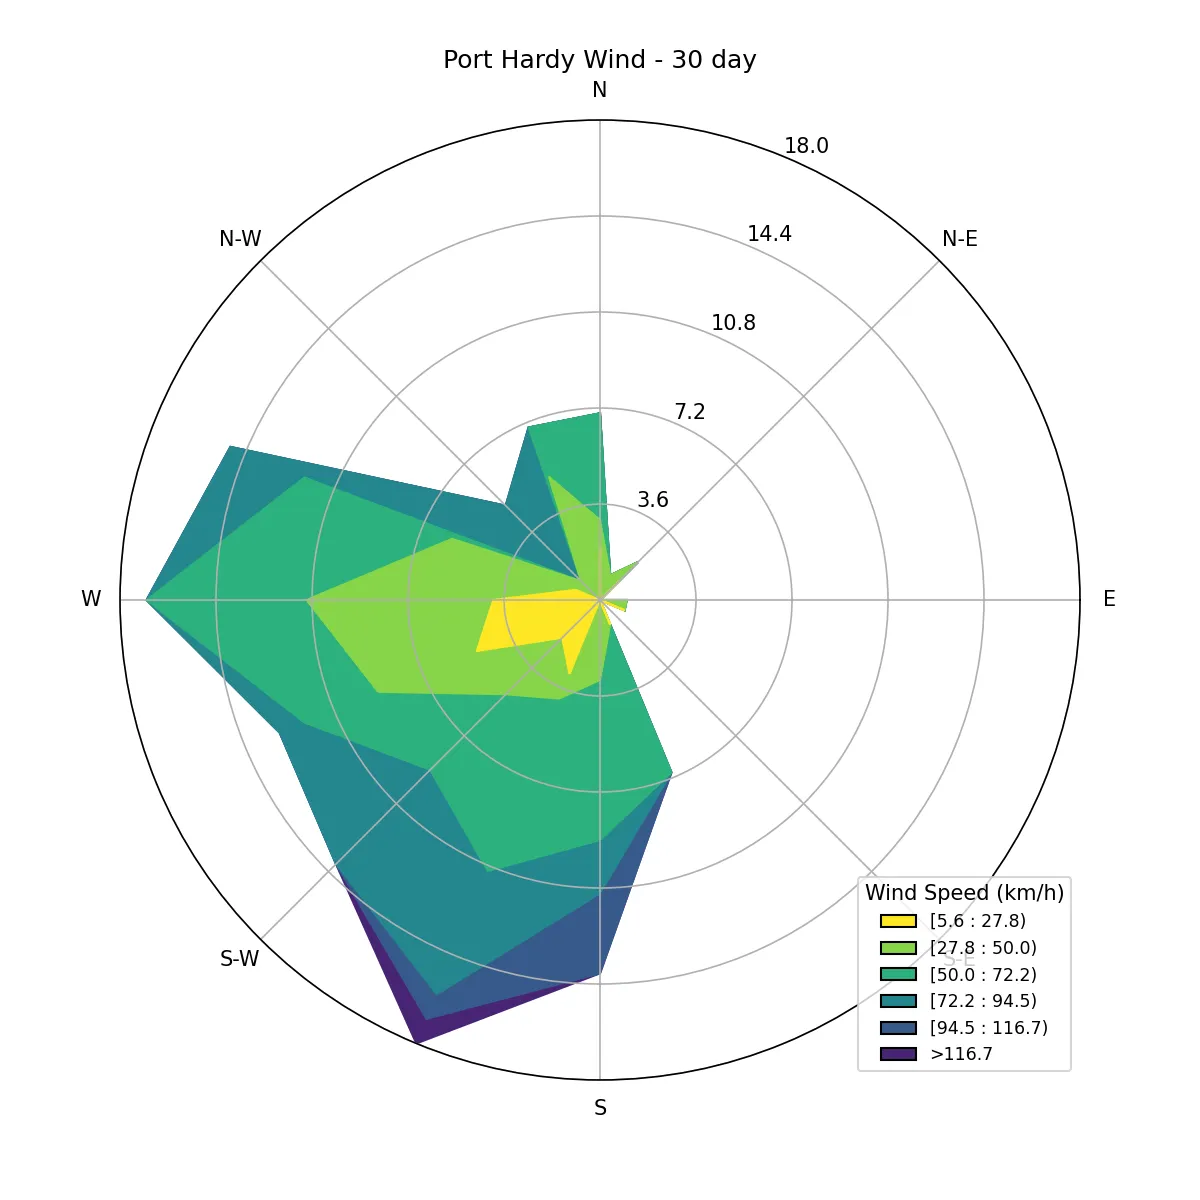 Port Hardy Wind - 30 day
N
18.0
14.4
N-W
N-E
10.8
7.2
3.6
W
E
Wind Speed (km/h)
[5.6 : 27.8)
[27.8 : 50.0)
S-W
S-E
[50.0 : 72.2)
[72.2 : 94.5)
[94.5 : 116.7)
>116.7
S